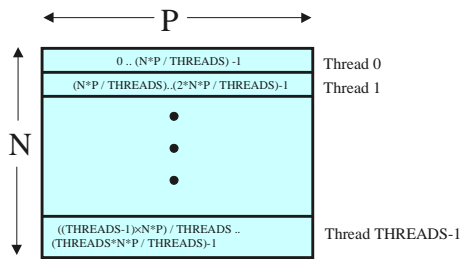 P
0 .. (N*P / THREADS) -1
Thread 0
(N*P / THREADS)..(2*N*P / THREADS)-1
Thread 1
N
((THREADS-1)×N*P) / THREADS ..
(THREADS*N*P / THREADS)-1
Thread THREADS-1